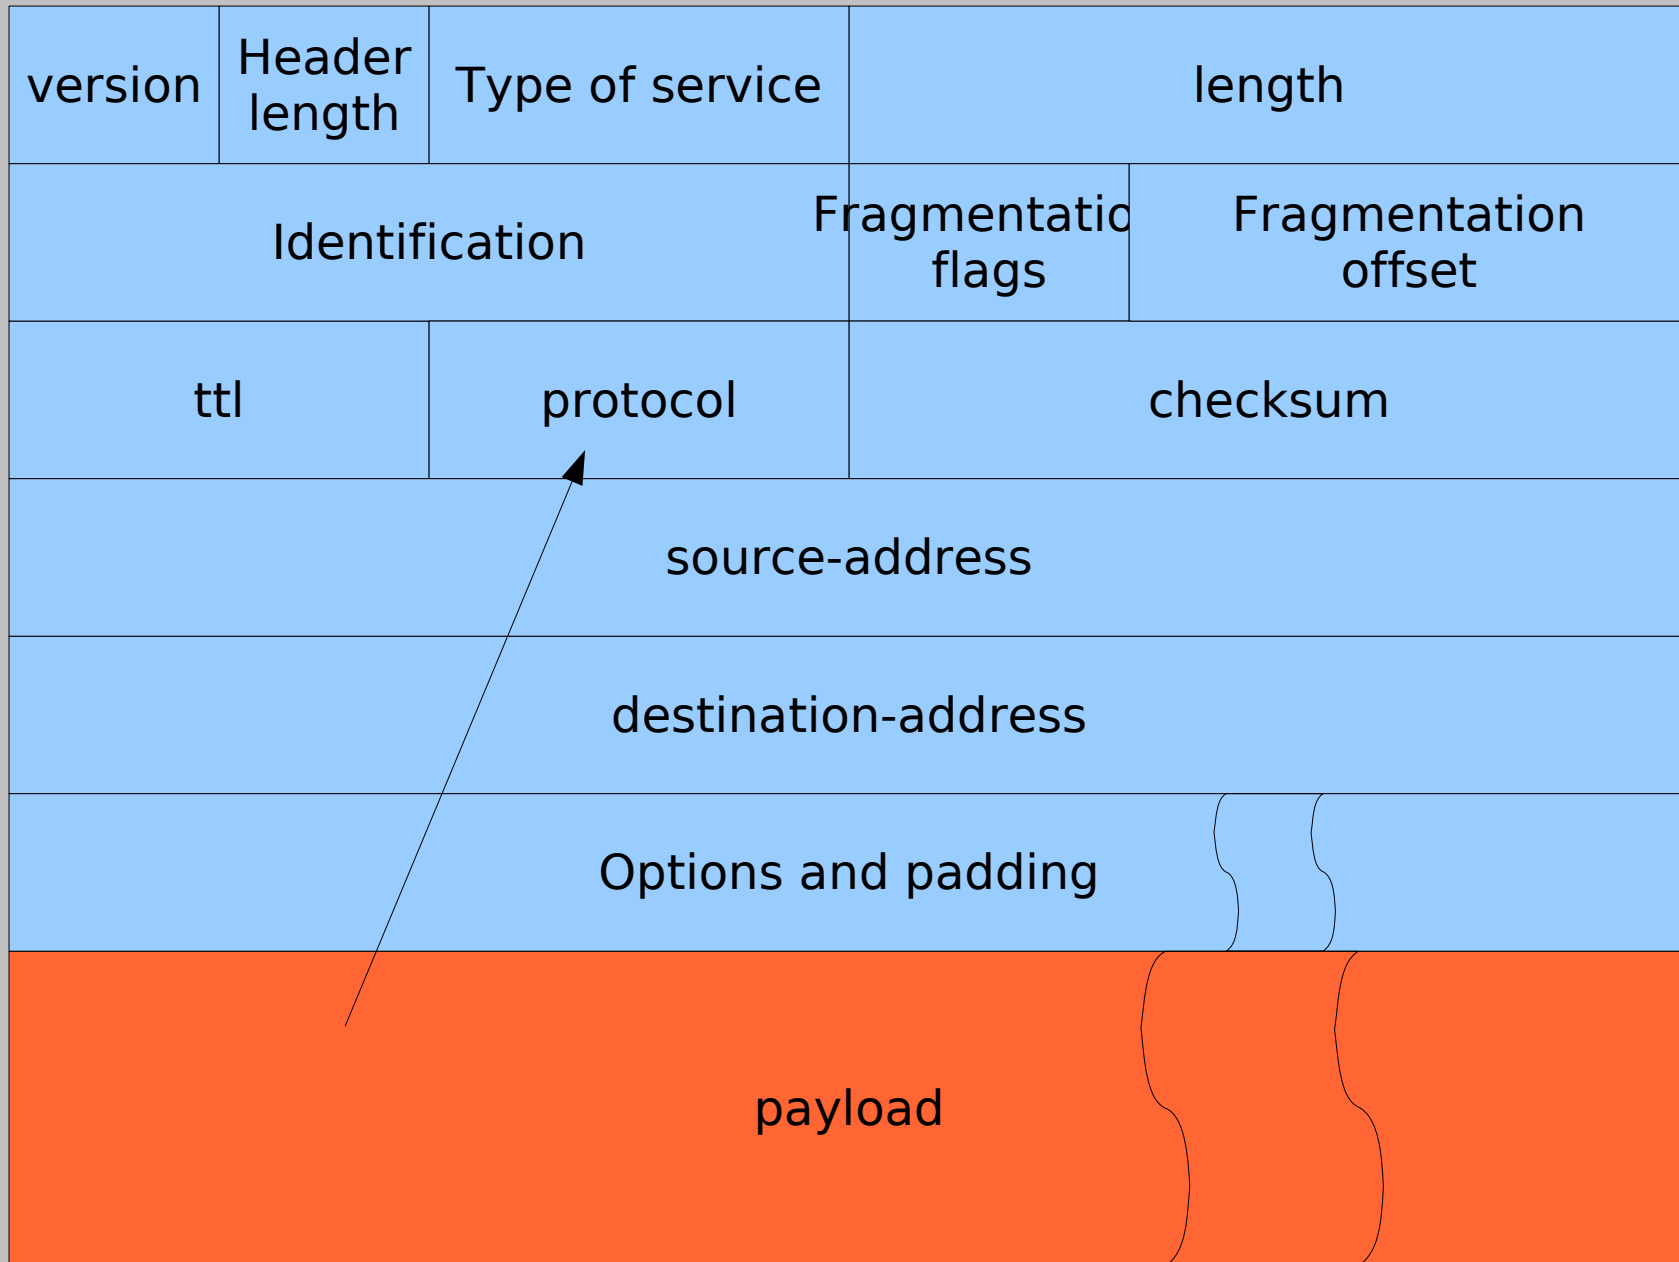 version
Header
length
Type of service
length
Identification
Fragmentatio
flags
Fragmentation
offset
ttl
protocol
checksum
source-address
destination-address
Options and padding
payload